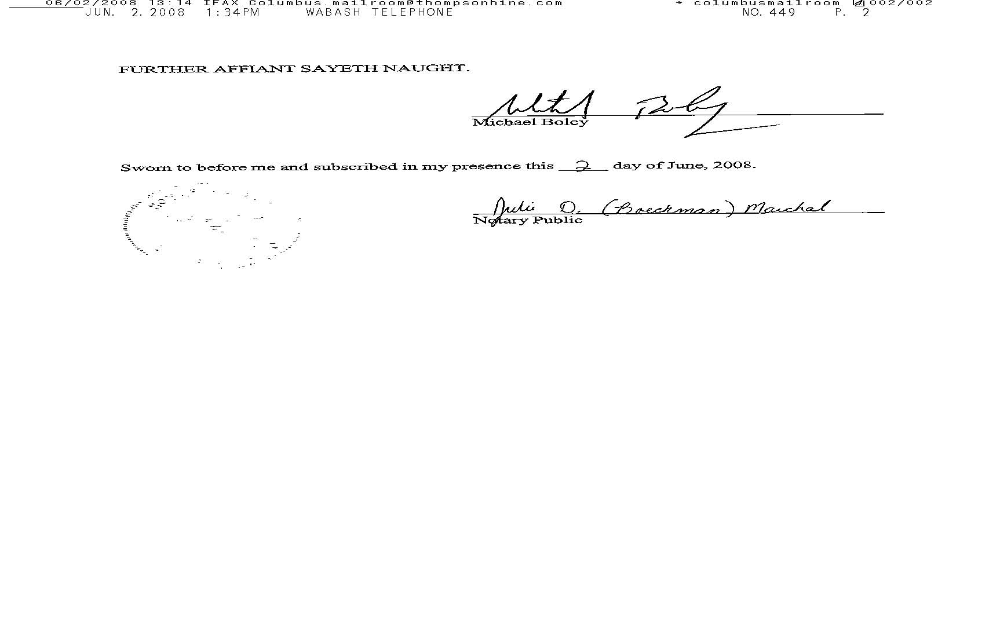 06/02/2008 13:14 IFAX Columbus.mailroom@thompsonhine.com → columbusmailroom 002/002
JUN. 2. 2008 1:34PM WABASH TELEPHONE NO. 449 P. 2
FURTHER AFFIANT SAYETH NAUGHT.
Michael Boley
Michael Boley
Sworn to before me and subscribed in my presence this 2 day of June, 2008.
Julie D. (Boeckman) Marchal
Notary Public